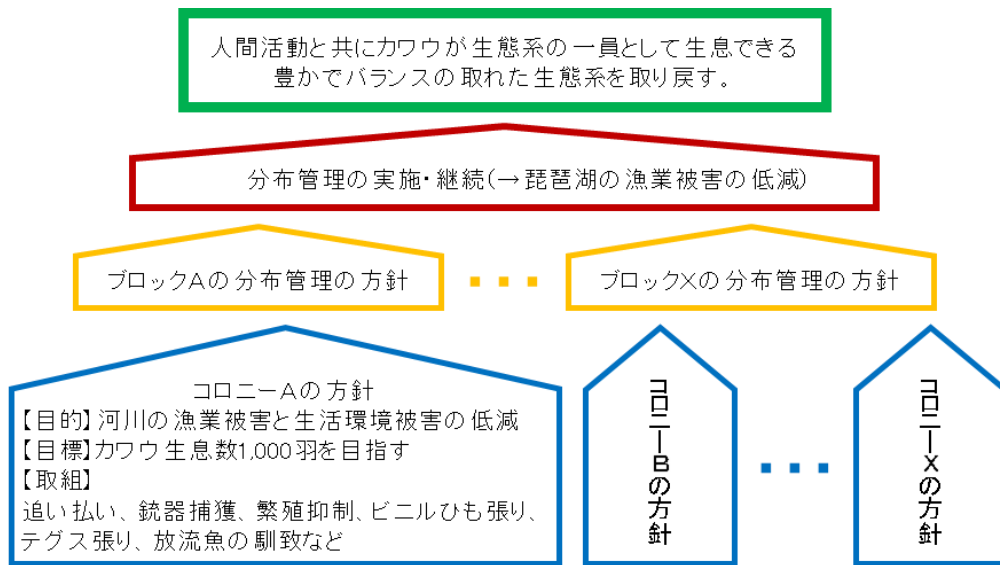 人間活動と共にカワウが生態系の一員として生息できる
豊かでバランスの取れた生態系を取り戻す。
分布管理の実施・継続(→琵琶湖の漁業被害の低減)
ブロックAの分布管理の方針
ブロックXの分布管理の方針
コロニーAの方針
【目的】河川の漁業被害と生活環境被害の低減
【目標】カワウ生息数1,000羽を目指す
【取組】
追い払い、銃器捕獲、繁殖抑制、ビニルひも張り、
テグス張り、放流魚の馴致など
コロニーBの方針
コロニーXの方針